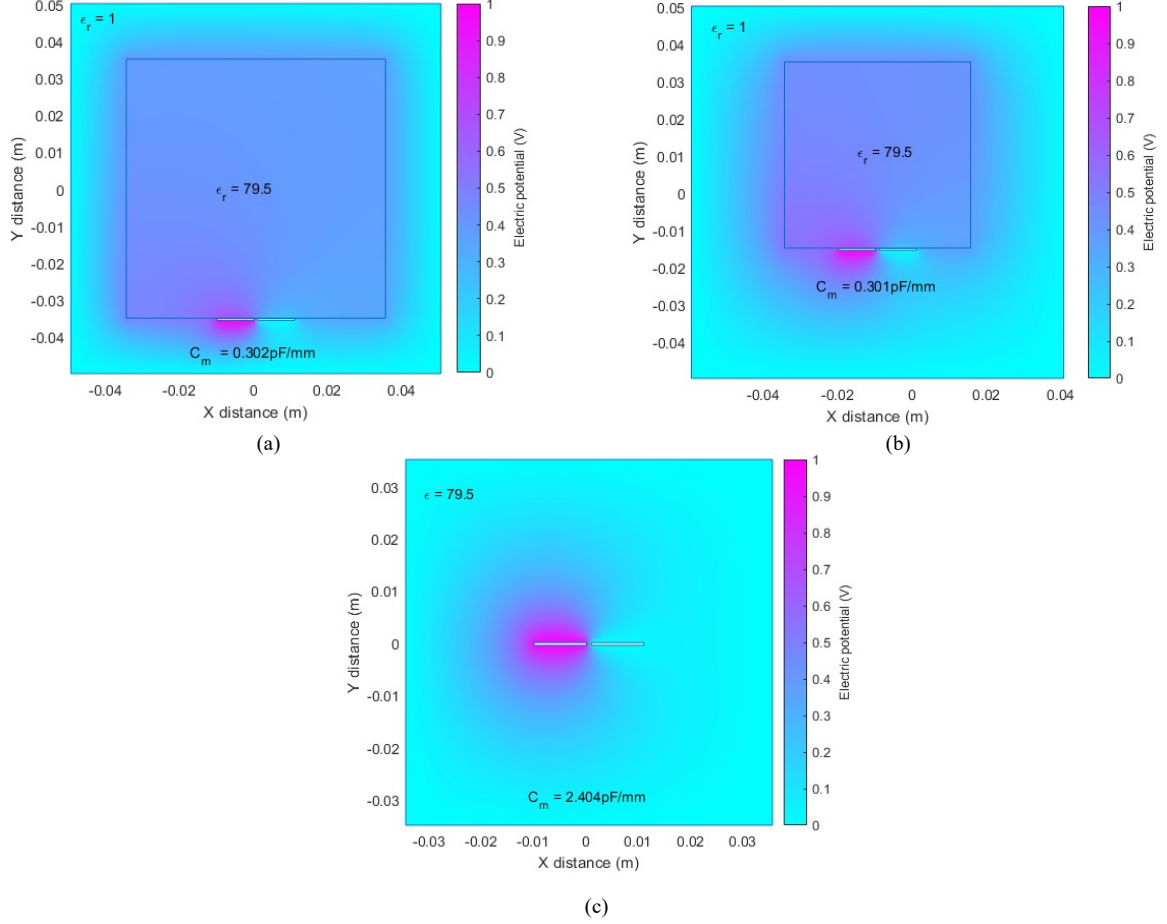 ϵr = 1
ϵr = 79.5
Cm = 0.302pF/mm
0.05
0.04
0.03
0.02
0.01
0
-0.01
-0.02
-0.03
-0.04
Y distance (m)
-0.04 -0.02 0 0.02 0.04
X distance (m)
1
0.9
0.8
0.7
0.6
0.5
0.4
0.3
0.2
0.1
0
Electric potential (V)
(a)
ϵr = 1
ϵr = 79.5
Cm = 0.301pF/mm
0.05
0.04
0.03
0.02
0.01
0
-0.01
-0.02
-0.03
-0.04
Y distance (m)
-0.04 -0.02 0 0.02 0.04
X distance (m)
1
0.9
0.8
0.7
0.6
0.5
0.4
0.3
0.2
0.1
0
Electric potential (V)
(b)
ϵ = 79.5
Cm = 2.404pF/mm
0.03
0.02
0.01
0
-0.01
-0.02
-0.03
Y distance (m)
-0.03 -0.02 -0.01 0 0.01 0.02 0.03
X distance (m)
1
0.9
0.8
0.7
0.6
0.5
0.4
0.3
0.2
0.1
0
Electric potential (V)
(c)